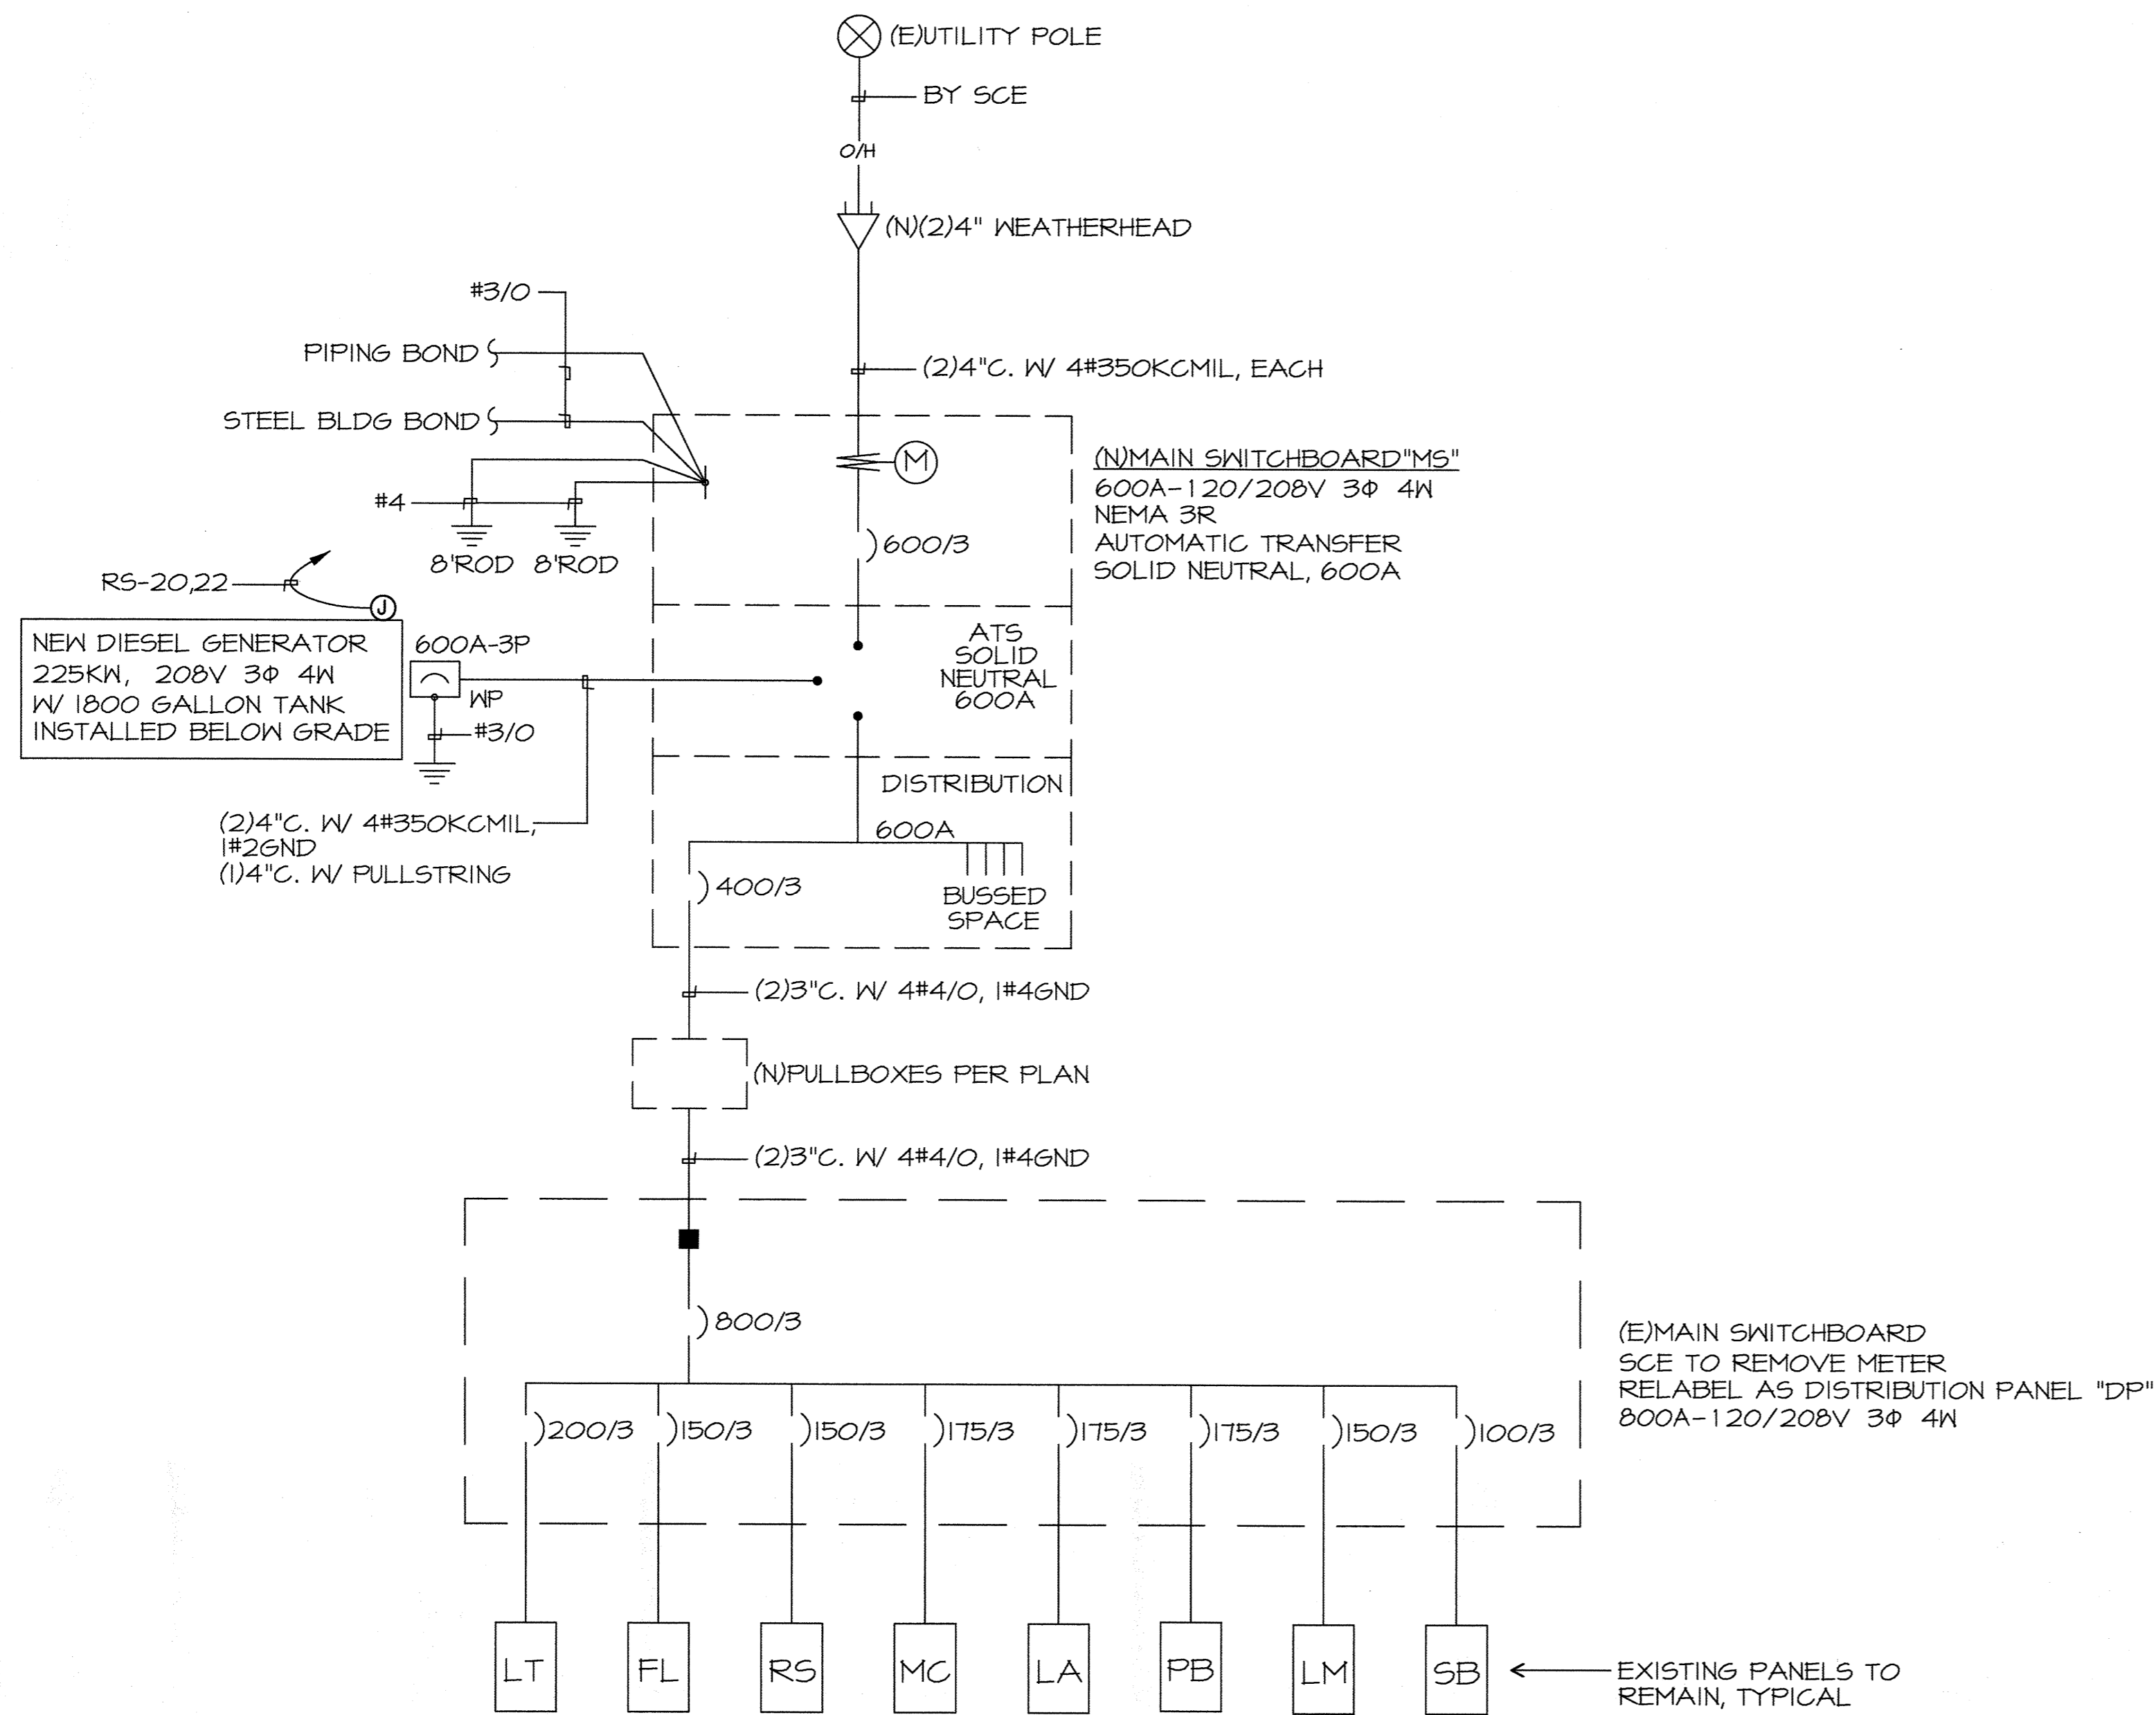 (E)UTILITY POLE
BY SCE
O/H
(N)(2)4" WEATHERHEAD
#3/0
PIPING BOND
(2)4"C. W/ 4#350KCMIL, EACH
STEEL BLDG BOND
M
(N)MAIN SWITCHBOARD"MS"
600A-120/208V 3Φ 4W
NEMA 3R
AUTOMATIC TRANSFER
SOLID NEUTRAL, 600A
#4
600/3
8'ROD 8'ROD
RS-20,22
J
NEW DIESEL GENERATOR
225KW, 208V 3Φ 4W
W/ 1800 GALLON TANK
INSTALLED BELOW GRADE
600A-3P
WP
#3/0
ATS
SOLID
NEUTRAL
600A
DISTRIBUTION
(2)4"C. W/ 4#350KCMIL,
1#2GND
(1)4"C. W/ PULLSTRING
600A
400/3
BUSSED
SPACE
(2)3"C. W/ 4#4/0, 1#4GND
(N)PULLBOXES PER PLAN
(2)3"C. W/ 4#4/0, 1#4GND
800/3
(E)MAIN SWITCHBOARD
SCE TO REMOVE METER
RELABEL AS DISTRIBUTION PANEL "DP"
800A-120/208V 3Φ 4W
200/3 150/3 150/3 175/3 175/3 175/3 150/3 100/3
LT FL RS MC LA PB LM SB
EXISTING PANELS TO
REMAIN, TYPICAL